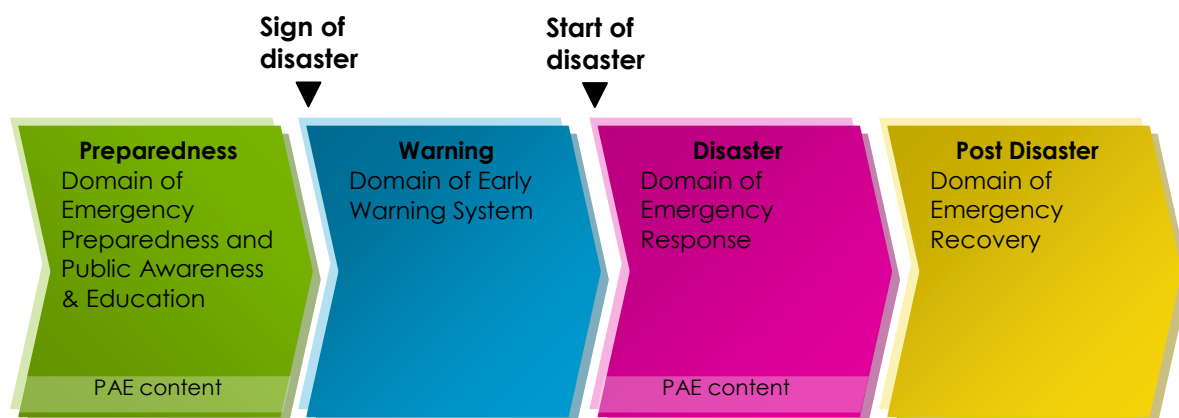 Sign of
disaster
Start of
disaster
Preparedness
Domain of
Emergency
Preparedness and
Public Awareness
& Education
PAE content
Warning
Domain of Early
Warning System
Disaster
Domain of
Emergency
Response
PAE content
Post Disaster
Domain of
Emergency
Recovery